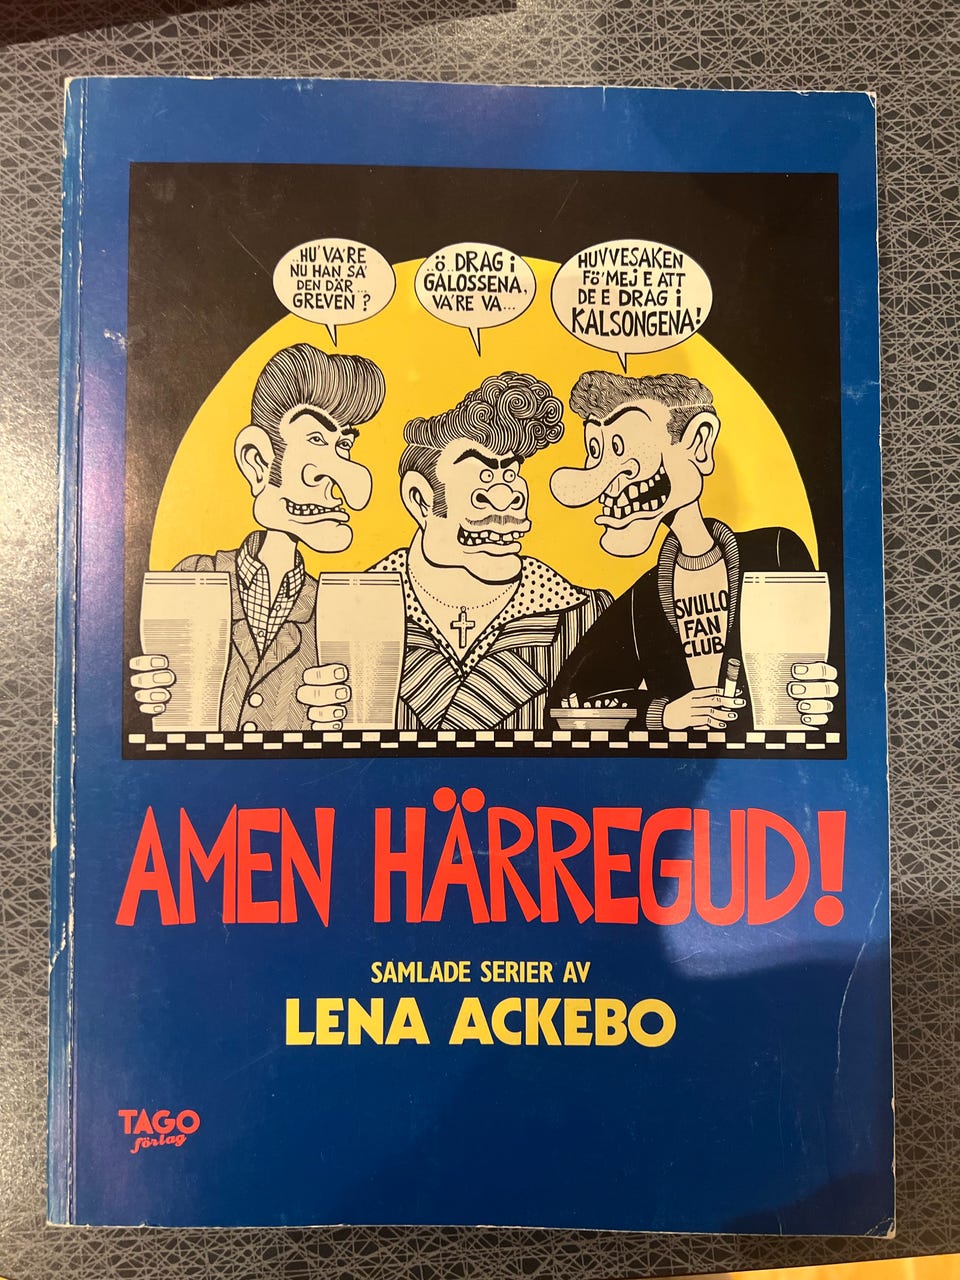 ..HU' VA'RE
NU HAN SA'
DEN DÄR...
GREVEN ?
..Ö.. DRAG i
GALOSSENA,
VA'RE VA...
HUVVESAKEN
FÖ'MEJ E ATT
DE E DRAG i
KALSONGENA!
SVULLO
FAN
CLUB
AMEN HÄRREGUD!
SAMLADE SERIER AV
LENA ACKEBO
TAGO
förlag